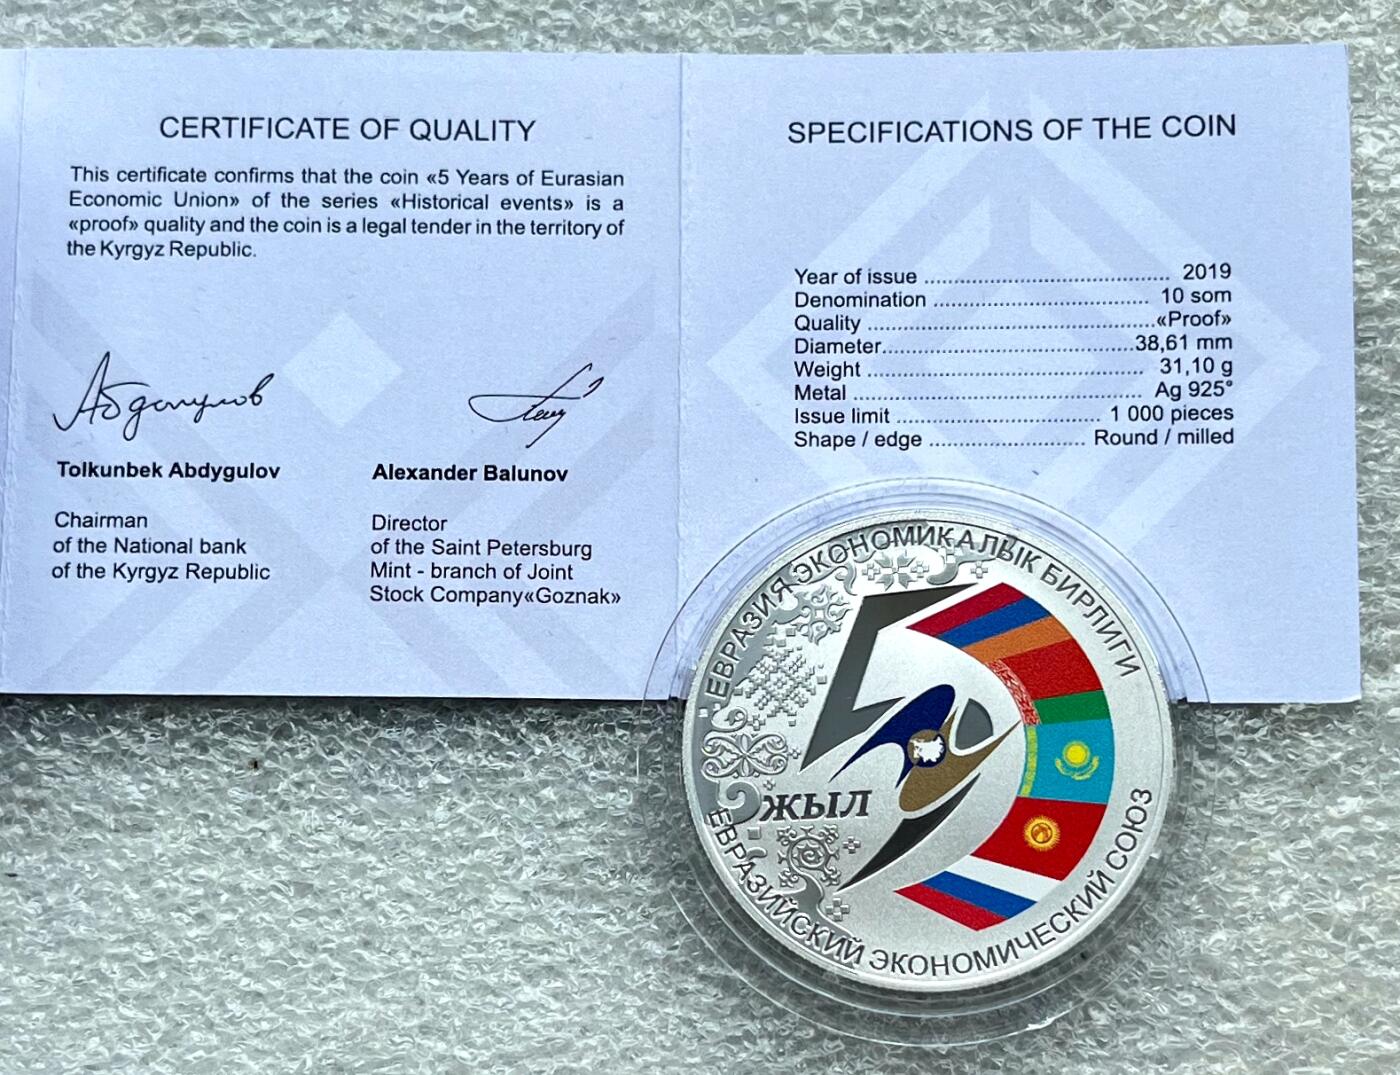 CERTIFICATE OF QUALITY
This certificate confirms that the coin «5 Years of Eurasian
Economic Union» of the series «Historical events» is a
«proof» quality and the coin is a legal tender in the territory of
the Kyrgyz Republic.
Tolkunbek Abdygulov
Chairman
of the National bank
of the Kyrgyz Republic
Alexander Balunov
Director
of the Saint Petersburg
Mint - branch of Joint
Stock Company«Goznak»
SPECIFICATIONS OF THE COIN
Year of issue ........................................ 2019
Denomination ................................... 10 som
Quality ..............................................«Proof»
Diameter.........................................38,61 mm
Weight ............................................ 31,10 g
Metal .............................................. Ag 925°
Issue limit ................................. 1 000 pieces
Shape / edge ........................ Round / milled
ЕВРАЗИЯ ЭКОНОМИКАЛЫК БИРЛИГИ
5
ЖЫЛ
ЕВРАЗИЙСКИЙ ЭКОНОМИЧЕСКИЙ СОЮЗ